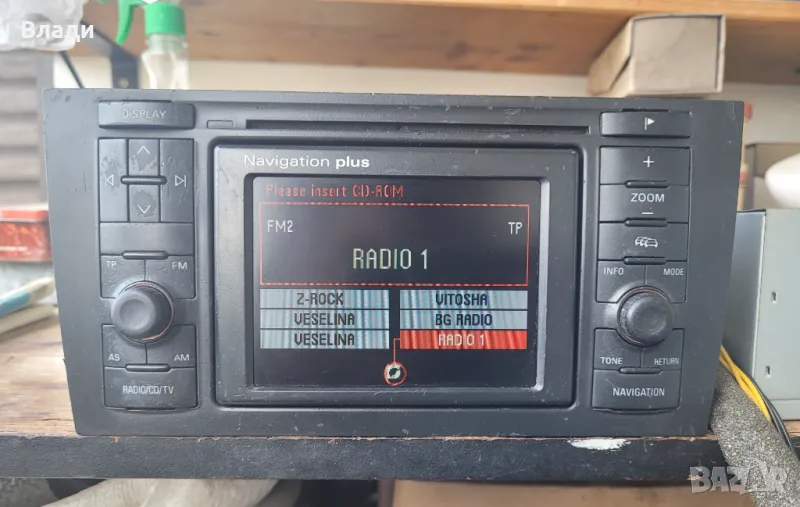 Влади
DISPLAY
Navigation plus
Please insert CD-ROM
FM2 TP
RADIO 1
Z-ROCK VITOSHA
VESELINA BG RADIO
VESELINA RADIO 1
+
ZOOM
−
TP FM
INFO MODE
AS AM
TONE RETURN
RADIO/CD/TV
NAVIGATION
BAZAR